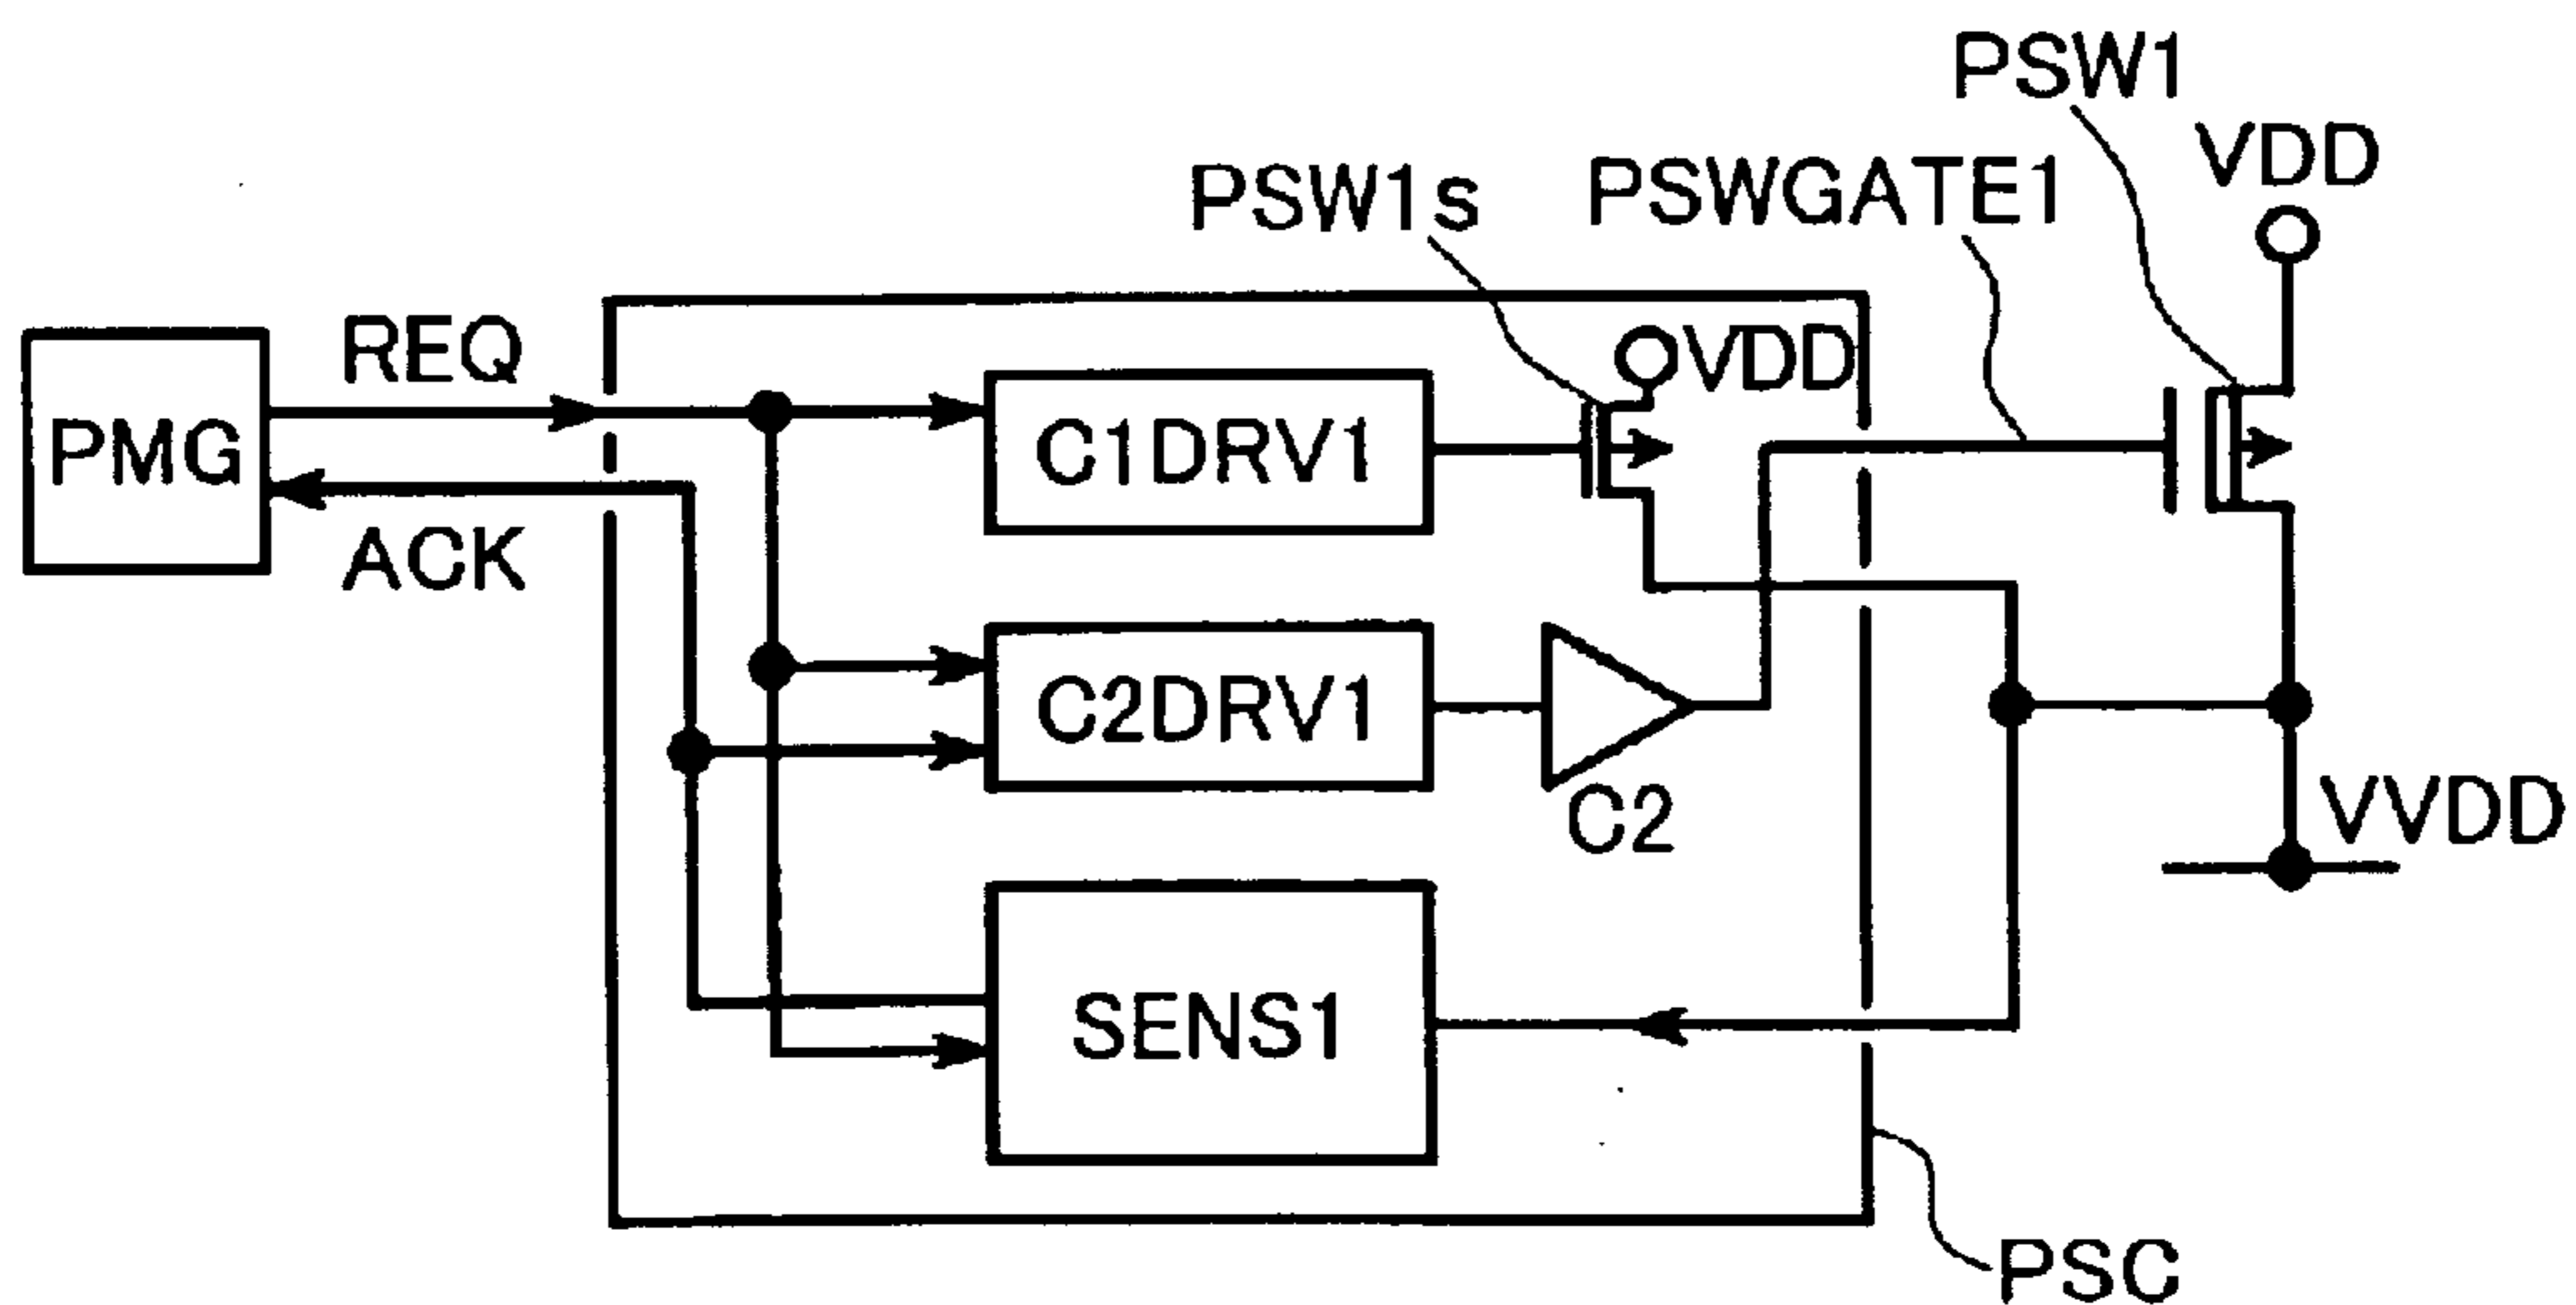 PSW1
VDD
PSW1s
PSWGATE1
REQ
VDD
PMG
C1DRV1
ACK
C2DRV1
C2
VVDD
SENS1
PSC